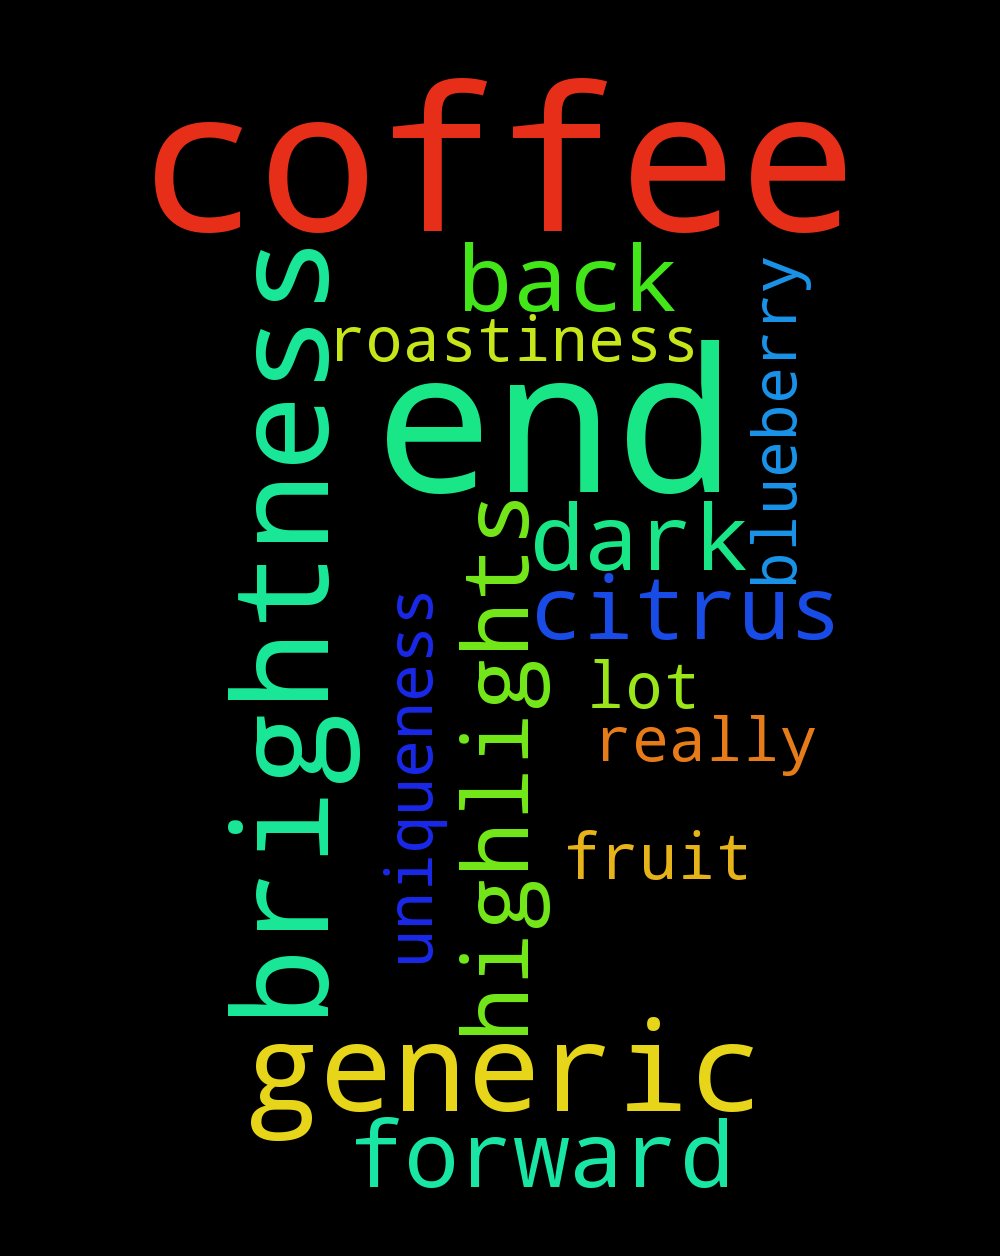 coffee
brightness
back
blueberry
roastiness
end
highlights
dark
citrus
uniqueness
lot
really
fruit
generic
forward